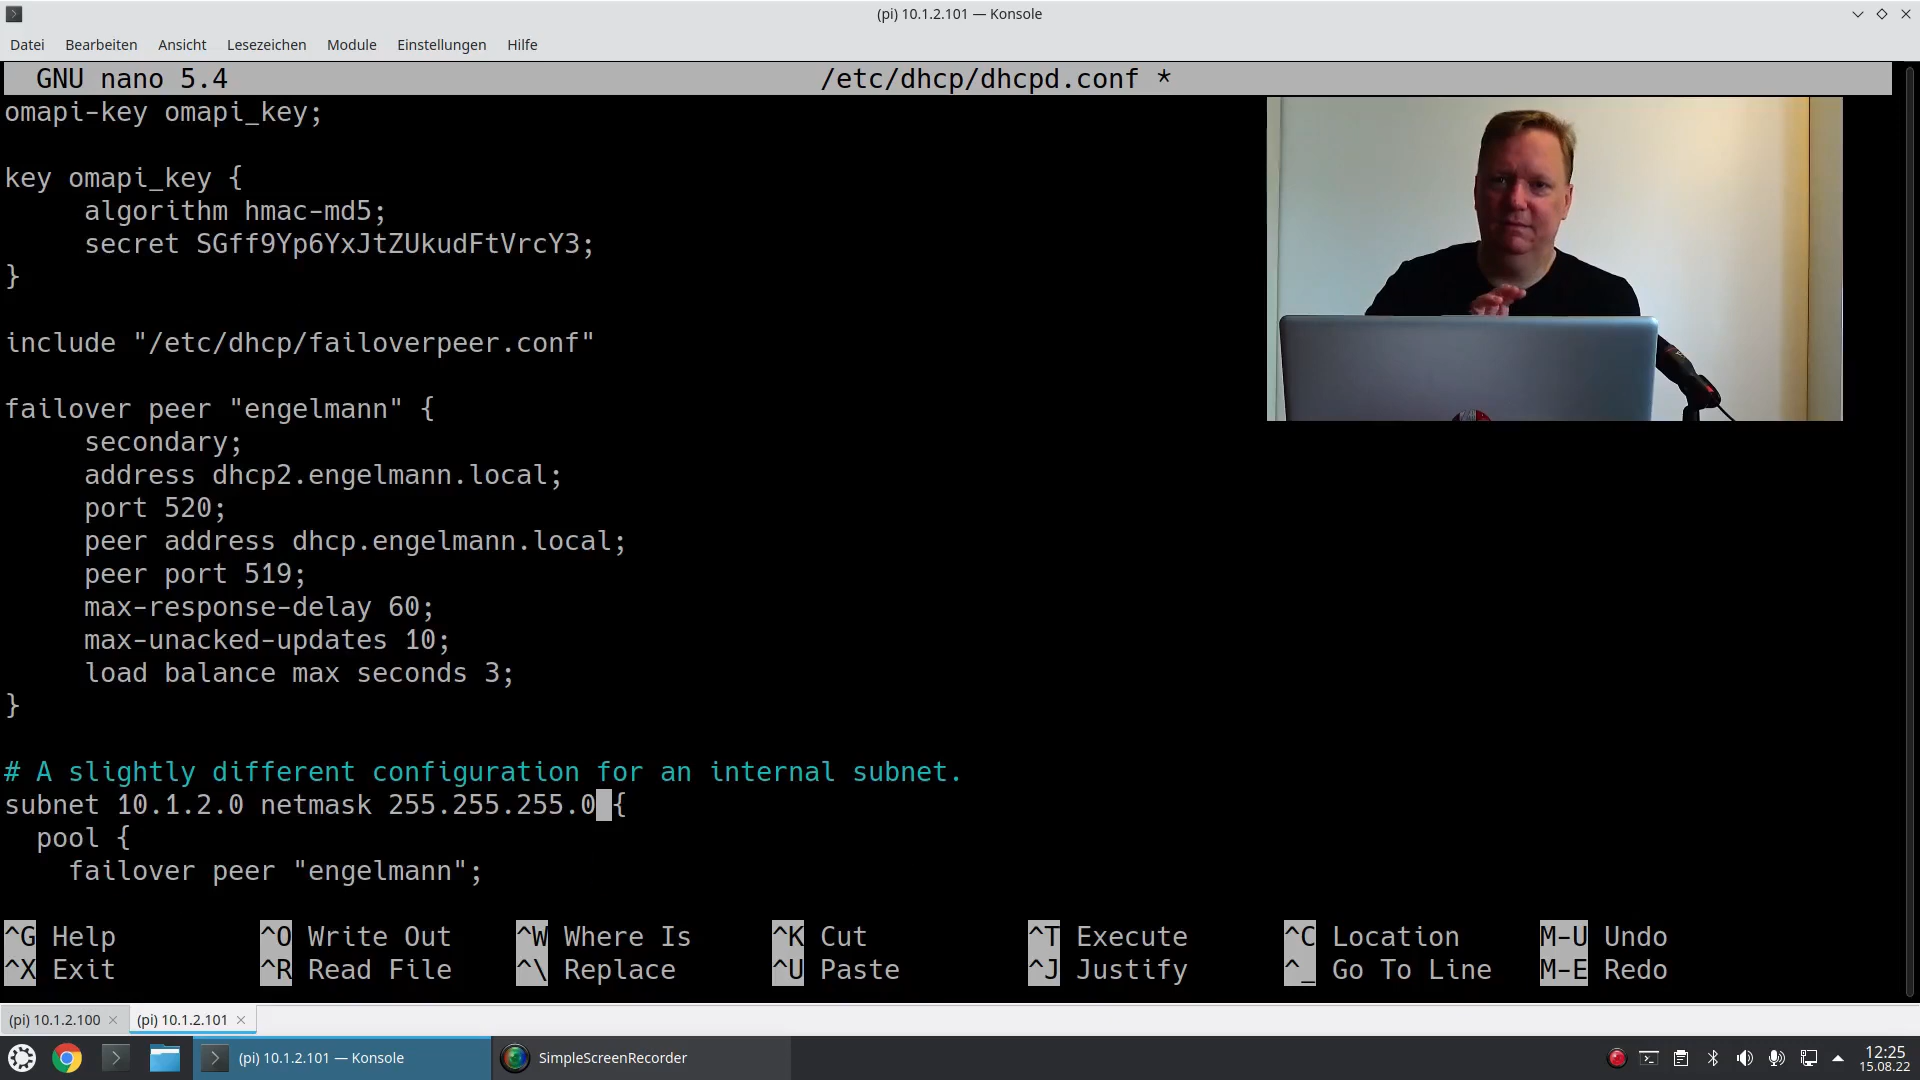 (pi) 10.1.2.101 — Konsole
Datei Bearbeiten Ansicht Lesezeichen Module Einstellungen Hilfe
GNU nano 5.4 /etc/dhcp/dhcpd.conf *
omapi-key omapi_key;
key omapi_key {
algorithm hmac-md5;
secret SGff9Yp6YxJtZUkudFtVrcY3;
}
include "/etc/dhcp/failoverpeer.conf"
failover peer "engelmann" {
secondary;
address dhcp2.engelmann.local;
port 520;
peer address dhcp.engelmann.local;
peer port 519;
max-response-delay 60;
max-unacked-updates 10;
load balance max seconds 3;
}
# A slightly different configuration for an internal subnet.
subnet 10.1.2.0 netmask 255.255.255.0 {
pool {
failover peer "engelmann";
^G Help ^O Write Out ^W Where Is ^K Cut ^T Execute ^C Location M-U Undo
^X Exit ^R Read File ^\ Replace ^U Paste ^J Justify ^_ Go To Line M-E Redo
(pi) 10.1.2.100 (pi) 10.1.2.101
(pi) 10.1.2.101 — Konsole SimpleScreenRecorder 12:25
15.08.22